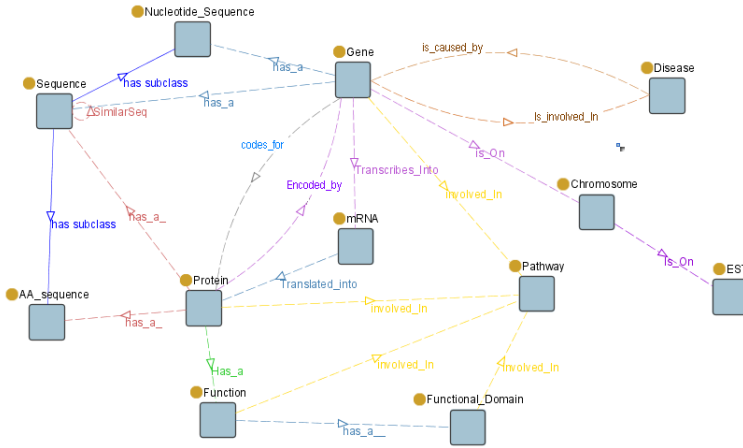 Nucleotide_Sequence
Gene
is_caused_by
Disease
has_a
Sequence
has subclass
has_a
SimilarSeq
Is_involved_In
codes_for
is_On
Transcribes_Into
Encoded_by
Chromosome
involved_In
has_a_
mRNA
has subclass
Is_On
Pathway
EST
Protein
Translated_into
AA_sequence
involved_In
has_a_
Has_a
involved_In
involved_In
Function
Functional_Domain
has_a__